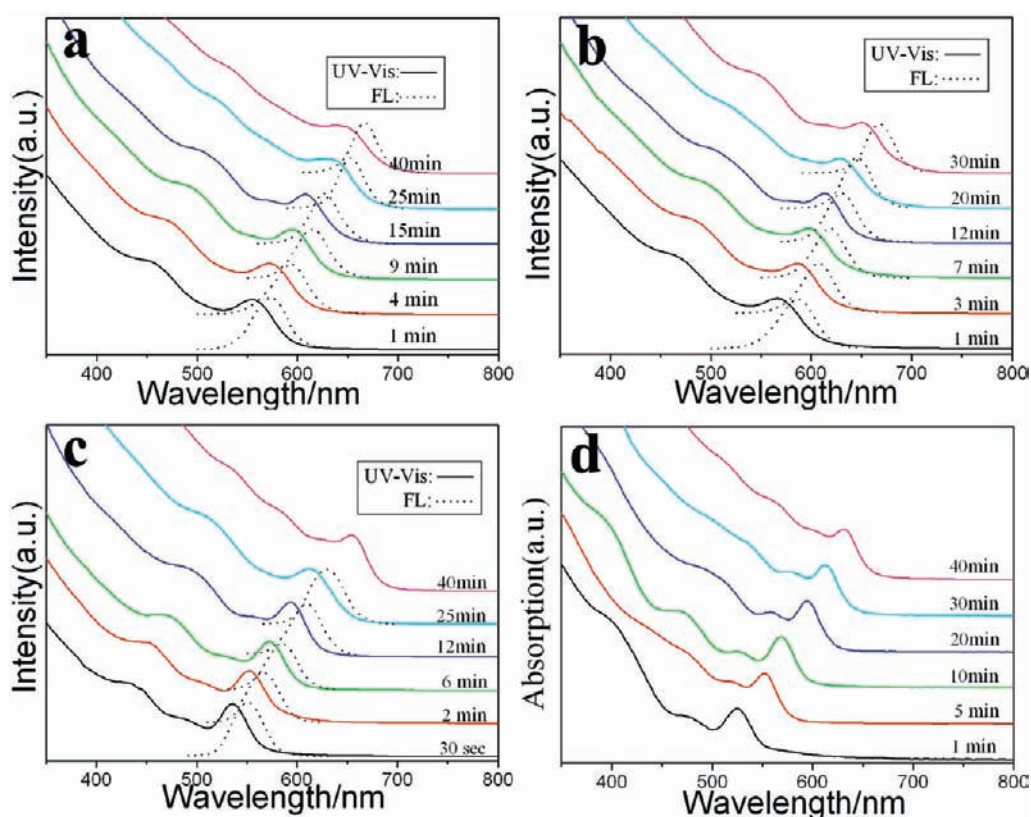 a
UV-Vis:
FL:
Intensity(a.u.)
40min
25min
15min
9 min
4 min
1 min
400 500 600 700 800
Wavelength/nm
b
UV-Vis:
FL:
Intensity(a.u.)
30min
20min
12min
7 min
3 min
1 min
400 500 600 700 800
Wavelength/nm
c
UV-Vis:
FL:
Intensity(a.u.)
40min
25min
12min
6 min
2 min
30 sec
400 500 600 700 800
Wavelength/nm
d
Absorption(a.u.)
40min
30min
20min
10min
5 min
1 min
400 500 600 700 800
Wavelength/nm